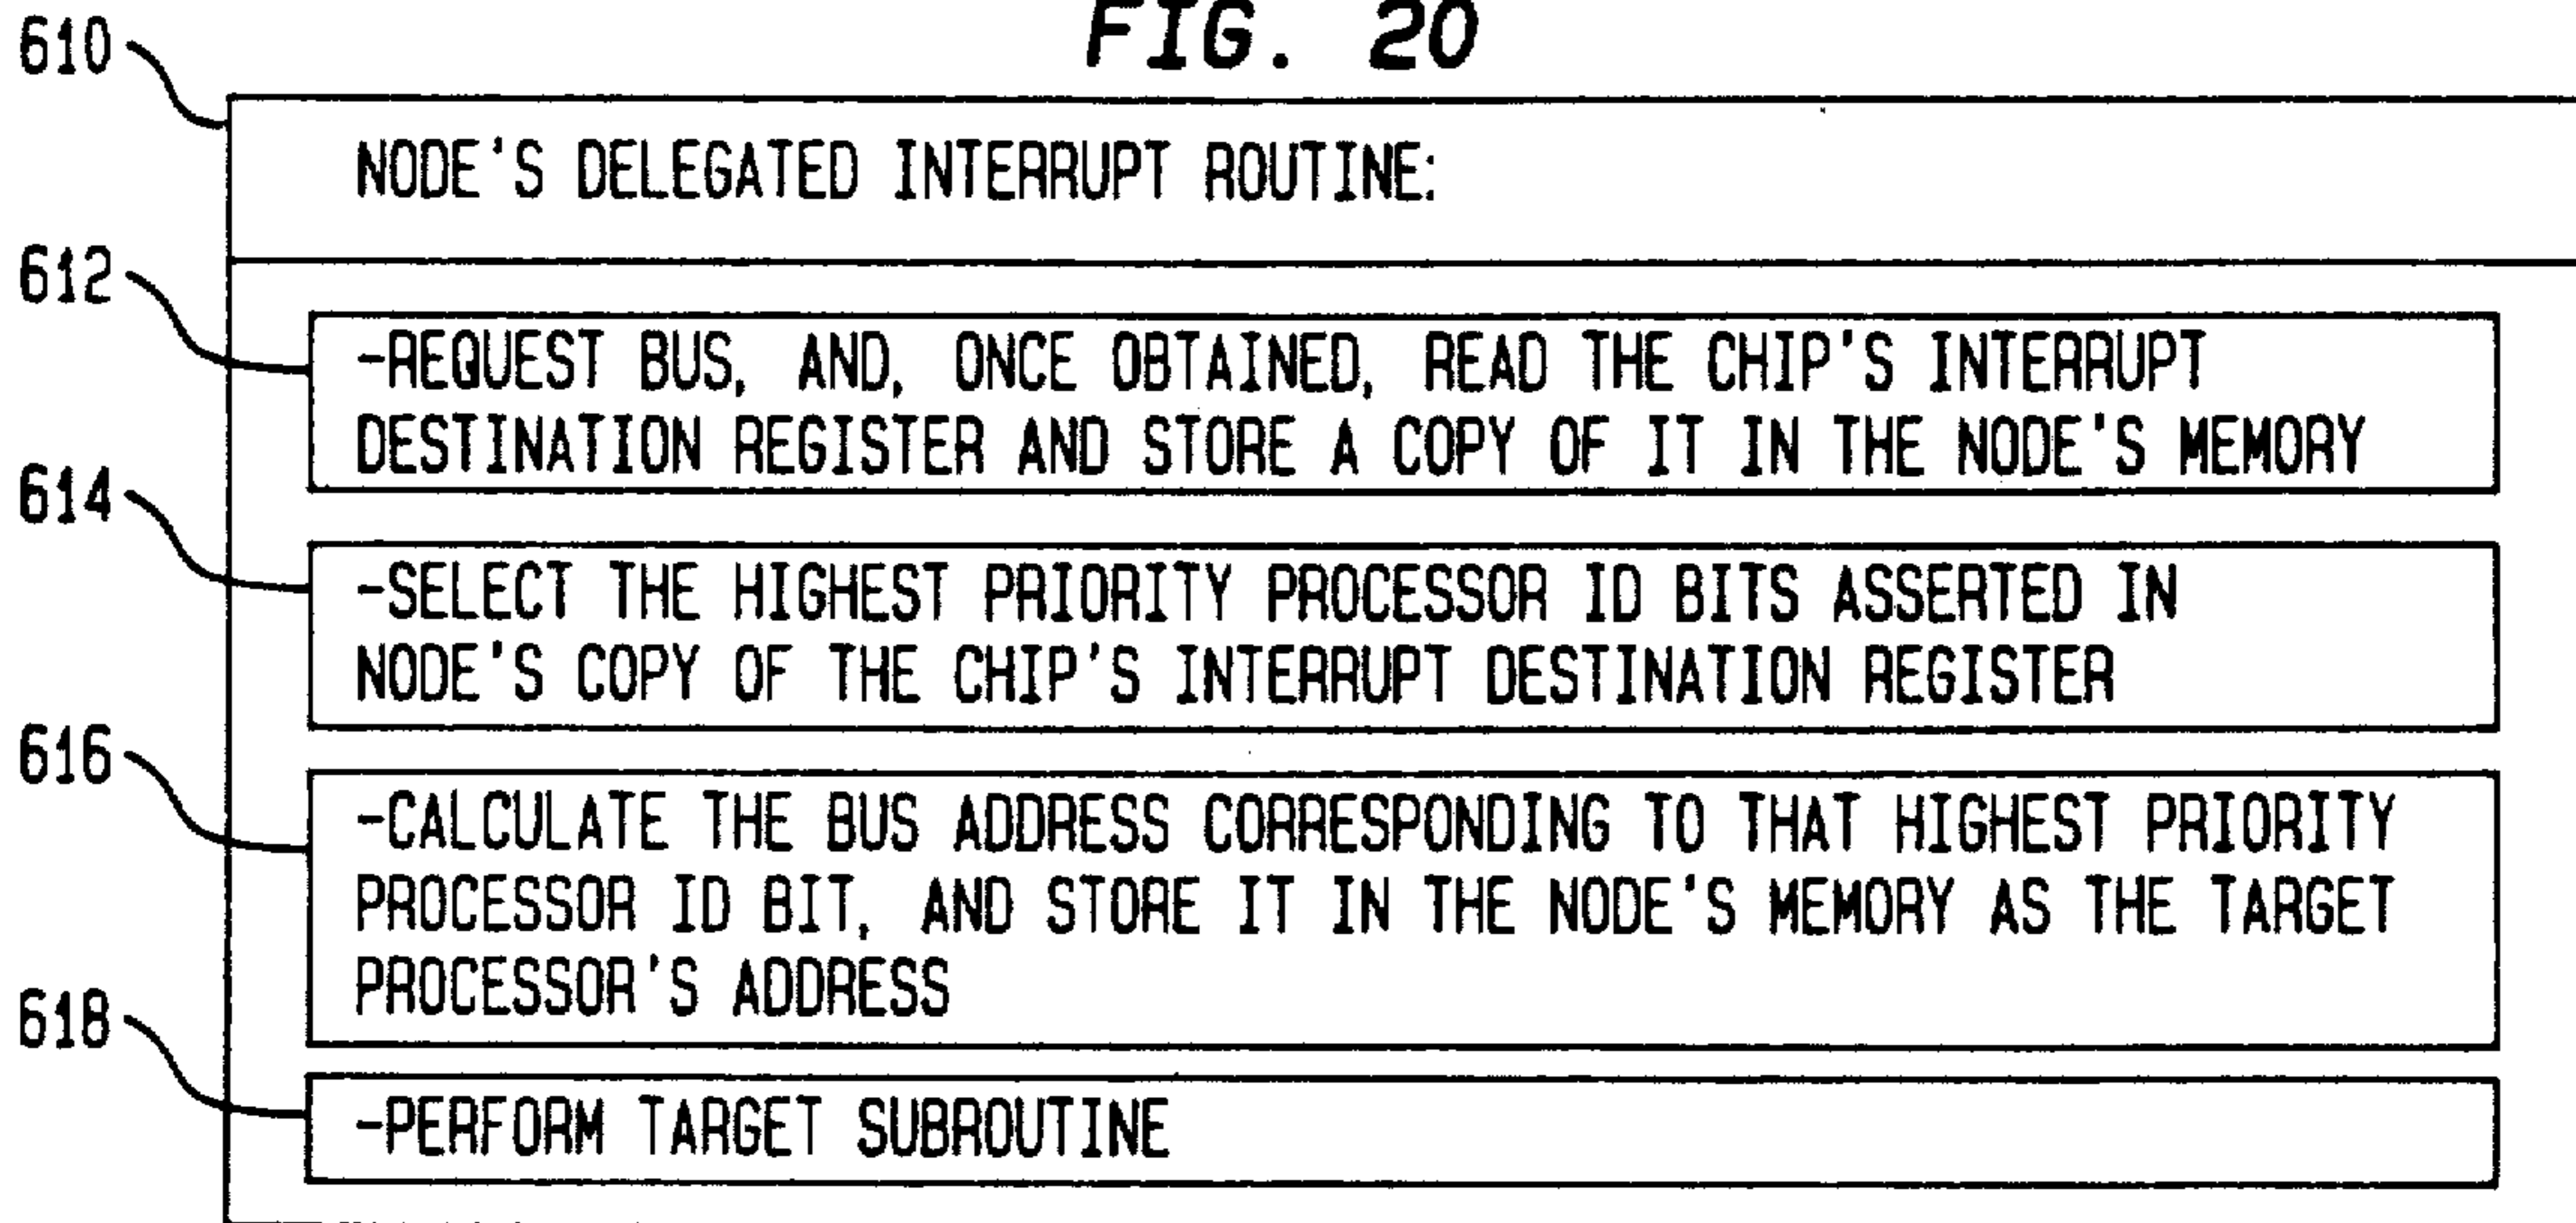 FIG. 20
610
NODE'S DELEGATED INTERRUPT ROUTINE:
612
-REQUEST BUS, AND, ONCE OBTAINED, READ THE CHIP'S INTERRUPT
DESTINATION REGISTER AND STORE A COPY OF IT IN THE NODE'S MEMORY
614
-SELECT THE HIGHEST PRIORITY PROCESSOR ID BITS ASSERTED IN
NODE'S COPY OF THE CHIP'S INTERRUPT DESTINATION REGISTER
616
-CALCULATE THE BUS ADDRESS CORRESPONDING TO THAT HIGHEST PRIORITY
PROCESSOR ID BIT, AND STORE IT IN THE NODE'S MEMORY AS THE TARGET
PROCESSOR'S ADDRESS
618
-PERFORM TARGET SUBROUTINE